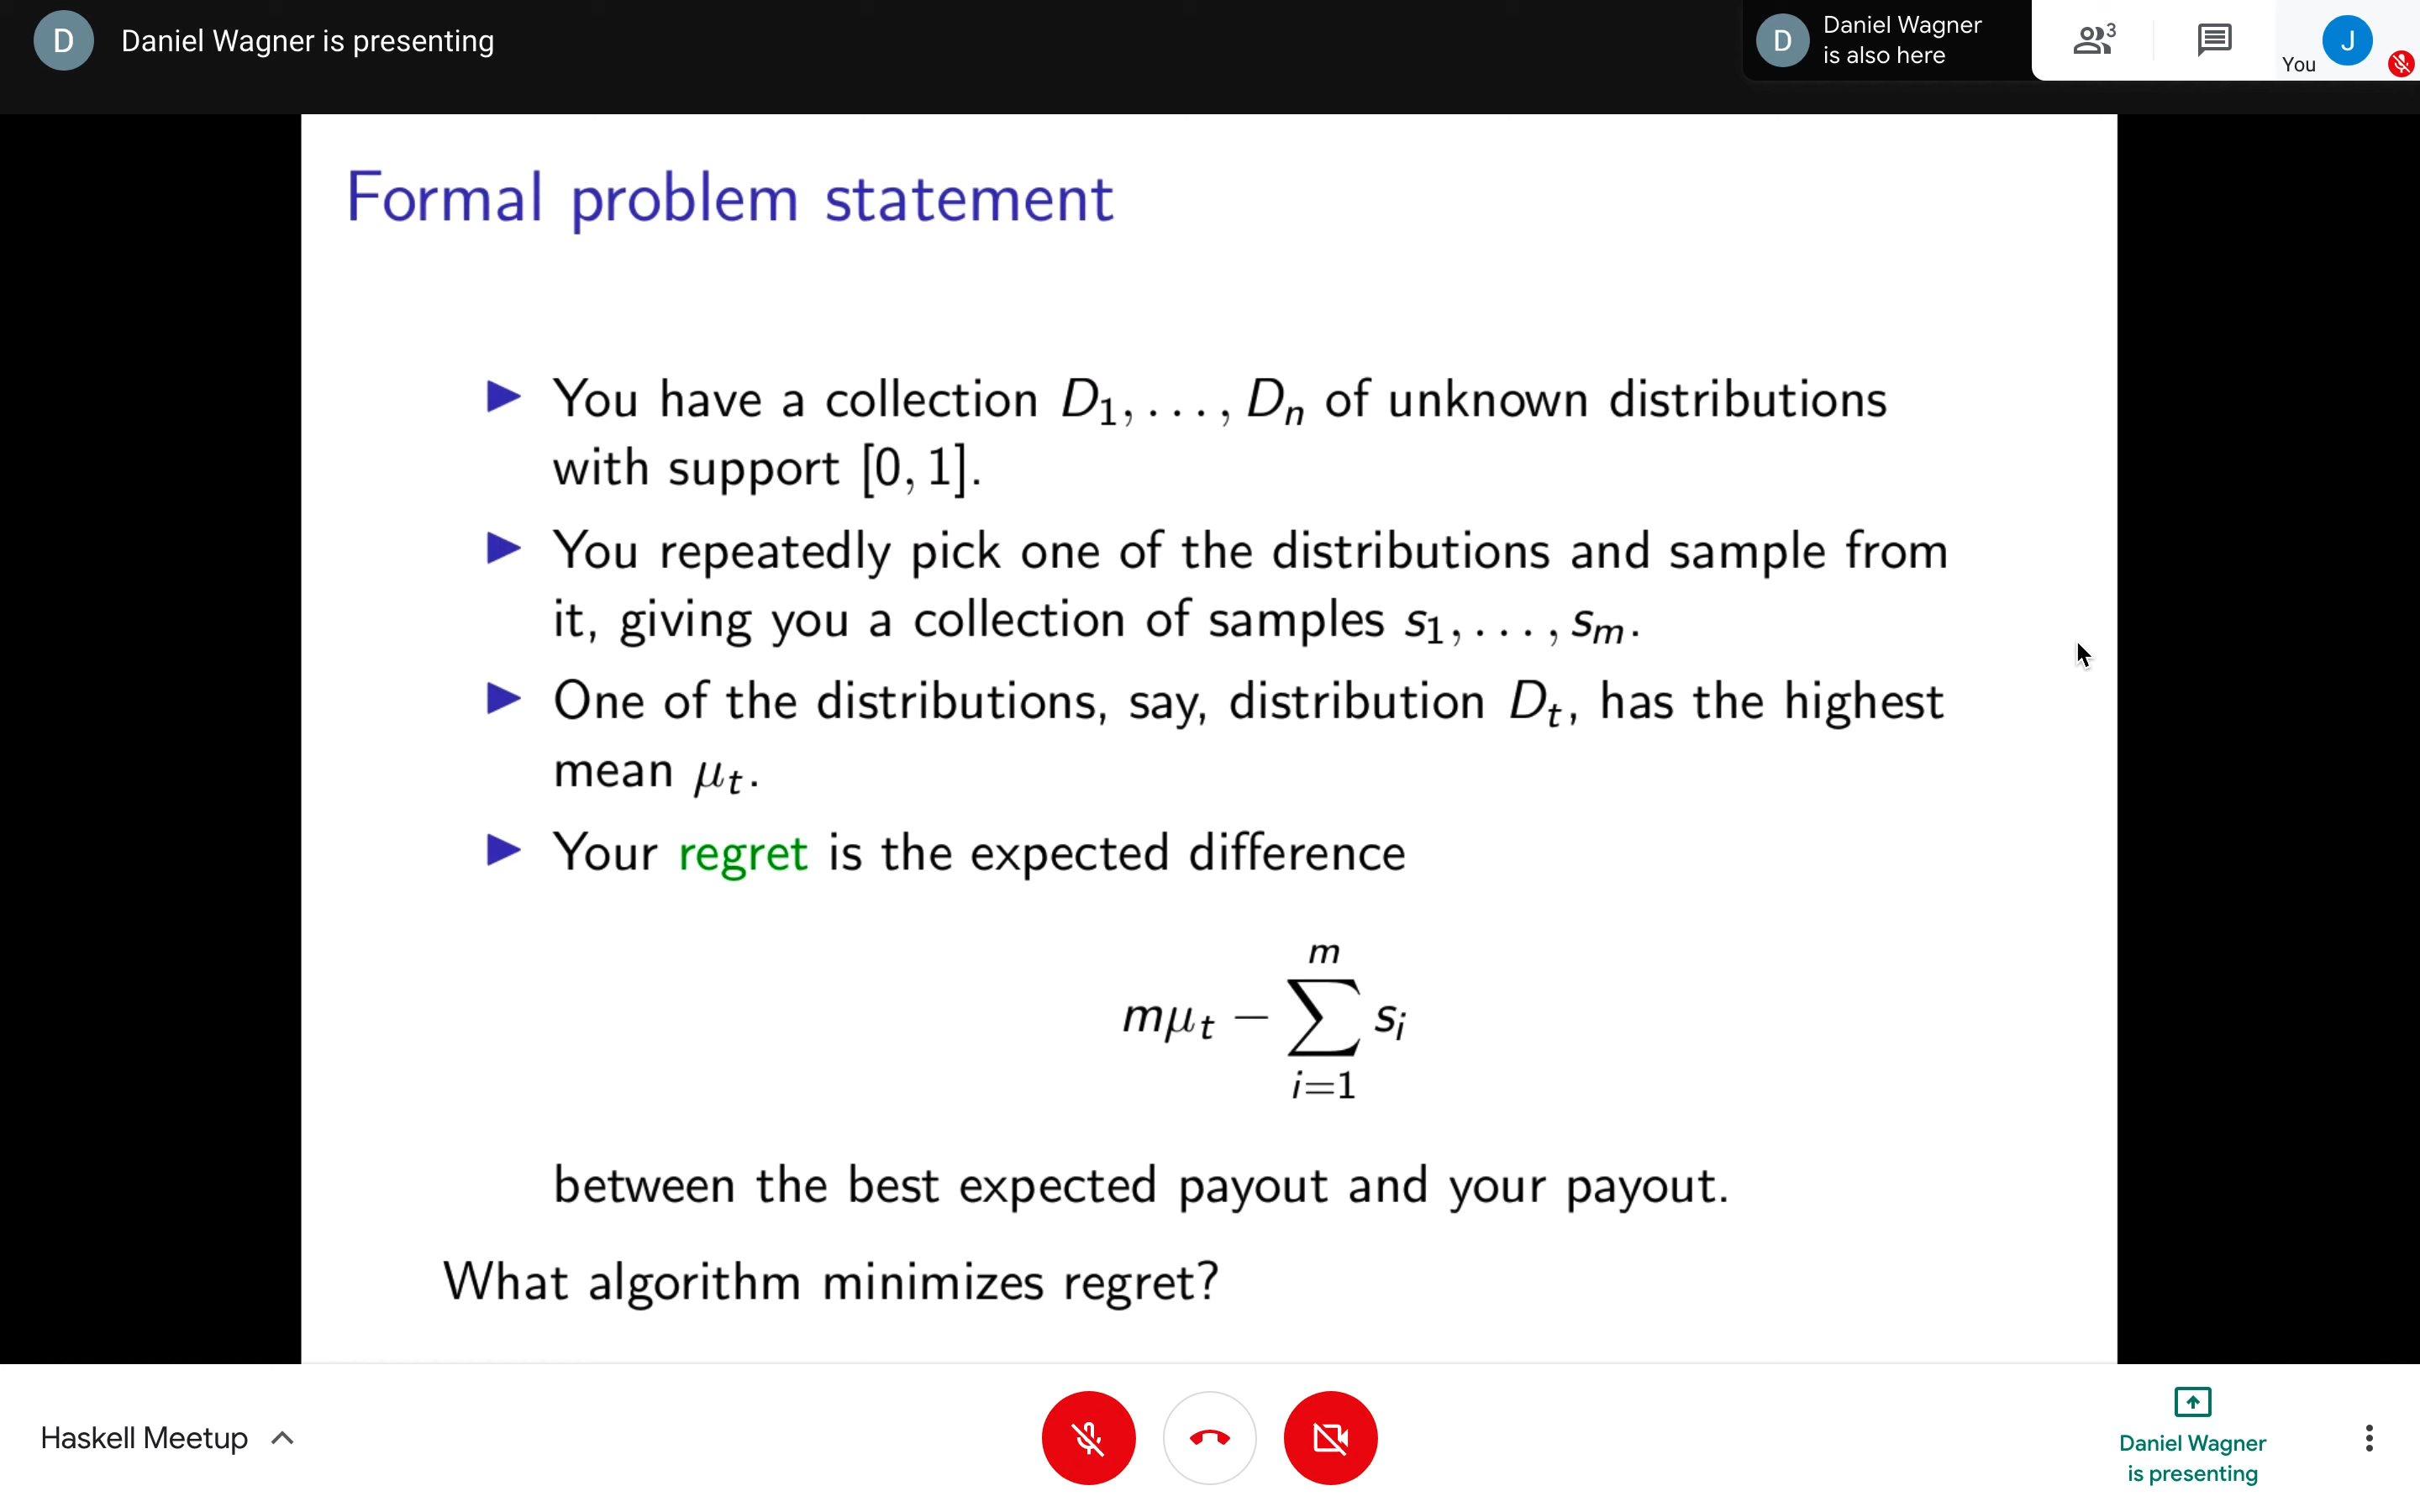 D Daniel Wagner is presenting
D Daniel Wagner is also here
3
You J
Formal problem statement
▶ You have a collection D₁, . . . , Dₙ of unknown distributions
with support [0, 1].
▶ You repeatedly pick one of the distributions and sample from
it, giving you a collection of samples s₁, . . . , sₘ.
▶ One of the distributions, say, distribution Dₜ, has the highest
mean μₜ.
▶ Your regret is the expected difference
m
mμₜ − ∑ sᵢ
i=1
between the best expected payout and your payout.
What algorithm minimizes regret?
Haskell Meetup
Daniel Wagner
is presenting